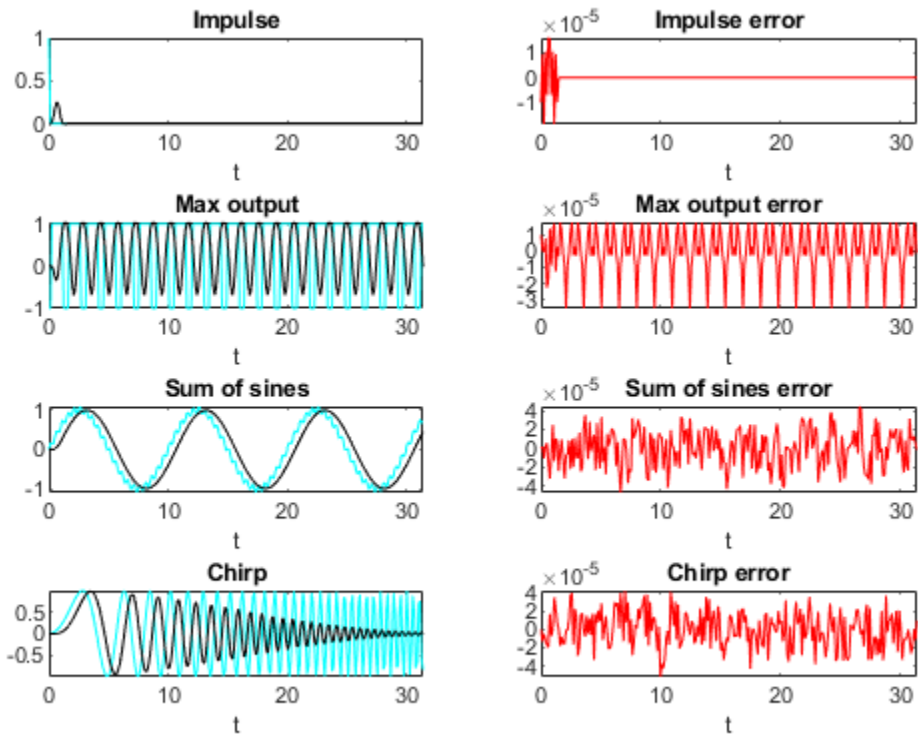 Impulse
1
0.5
0
0 10 20 30
t
Impulse error
×10⁻⁵
1
0
-1
0 10 20 30
t
Max output
1
0
-1
0 10 20 30
t
Max output error
×10⁻⁵
1
0
-1
-2
-3
0 10 20 30
t
Sum of sines
1
0
-1
0 10 20 30
t
Sum of sines error
×10⁻⁵
4
2
0
-2
-4
0 10 20 30
t
Chirp
0.5
0
-0.5
0 10 20 30
t
Chirp error
×10⁻⁵
4
2
0
-2
-4
0 10 20 30
t